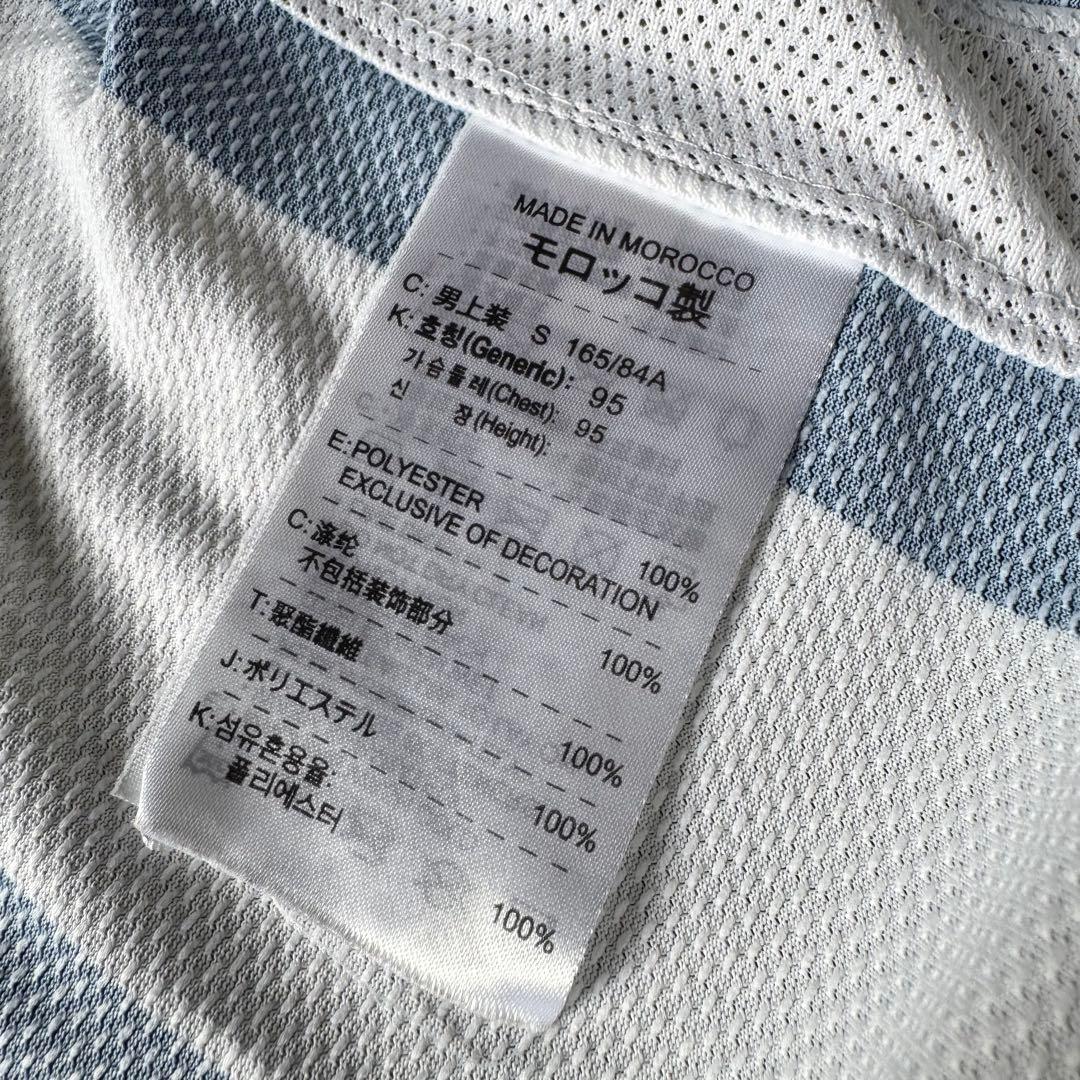 MADE IN MOROCCO
モロッコ製
C: 男上装 S 165/84A
K: 호칭(Generic): 95
가슴둘레(Chest): 95
신 장(Height):
E: POLYESTER 100%
EXCLUSIVE OF DECORATION
C: 涤纶 100%
不包括装饰部分
T: 聚酯纖維 100%
J: ポリエステル 100%
K: 섬유혼용율:
폴리에스터 100%